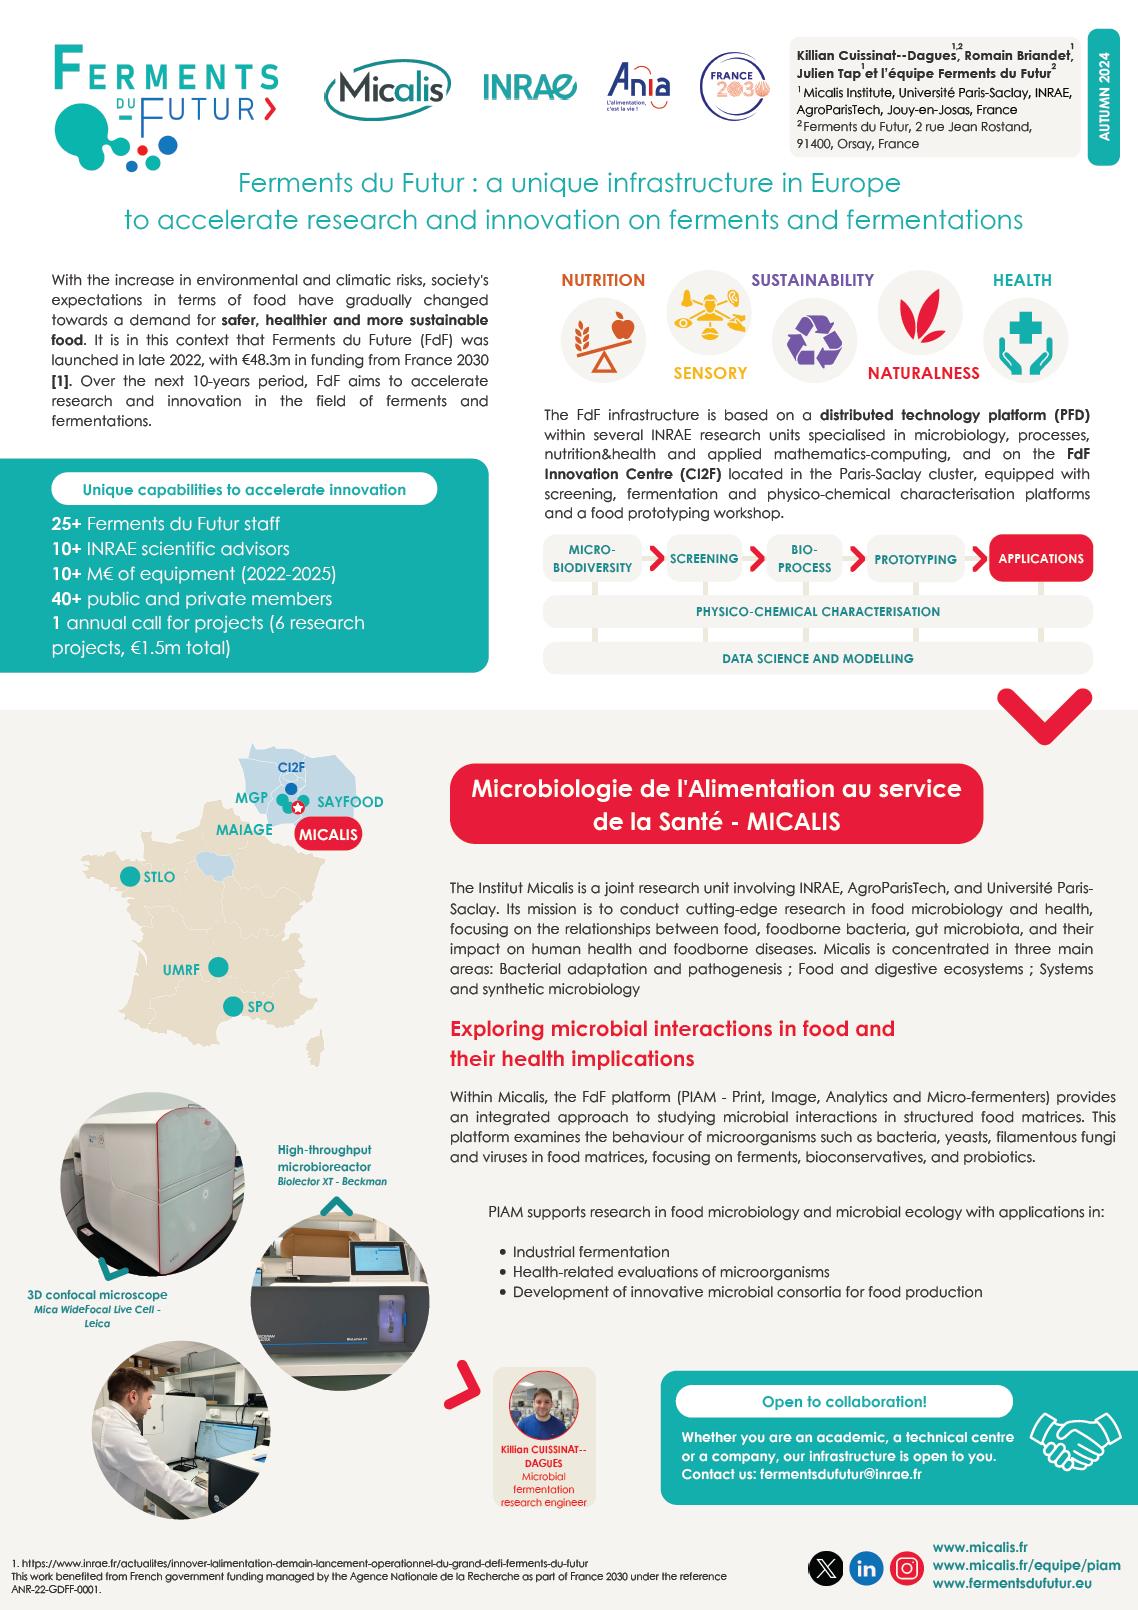 FERMENTS
DU
FUTUR
Micalis
INRAE
Ania
L'alimentation,
c'est la vie !
FRANCE
2030
Killian Cuissinat--Dagues,1,2 Romain Briandet,1
Julien Tap1 et l'équipe Ferments du Futur2
1 Micalis Institute, Université Paris-Saclay, INRAE,
AgroParisTech, Jouy-en-Josas, France
2 Ferments du Futur, 2 rue Jean Rostand,
91400, Orsay, France
AUTUMN 2024
Ferments du Futur : a unique infrastructure in Europe
to accelerate research and innovation on ferments and fermentations
With the increase in environmental and climatic risks, society's
expectations in terms of food have gradually changed
towards a demand for safer, healthier and more sustainable
food. It is in this context that Ferments du Future (FdF) was
launched in late 2022, with €48.3m in funding from France 2030
[1]. Over the next 10-years period, FdF aims to accelerate
research and innovation in the field of ferments and
fermentations.
Unique capabilities to accelerate innovation
25+ Ferments du Futur staff
10+ INRAE scientific advisors
10+ M€ of equipment (2022-2025)
40+ public and private members
1 annual call for projects (6 research
projects, €1.5m total)
NUTRITION
SENSORY
SUSTAINABILITY
NATURALNESS
HEALTH
The FdF infrastructure is based on a distributed technology platform (PFD)
within several INRAE research units specialised in microbiology, processes,
nutrition&health and applied mathematics-computing, and on the FdF
Innovation Centre (CI2F) located in the Paris-Saclay cluster, equipped with
screening, fermentation and physico-chemical characterisation platforms
and a food prototyping workshop.
MICRO-
BIODIVERSITY
SCREENING
BIO-
PROCESS
PROTOTYPING
APPLICATIONS
PHYSICO-CHEMICAL CHARACTERISATION
DATA SCIENCE AND MODELLING
CI2F
MGP
SAYFOOD
MAIAGE
MICALIS
STLO
UMRF
SPO
Microbiologie de l'Alimentation au service
de la Santé - MICALIS
The Institut Micalis is a joint research unit involving INRAE, AgroParisTech, and Université Paris-
Saclay. Its mission is to conduct cutting-edge research in food microbiology and health,
focusing on the relationships between food, foodborne bacteria, gut microbiota, and their
impact on human health and foodborne diseases. Micalis is concentrated in three main
areas: Bacterial adaptation and pathogenesis ; Food and digestive ecosystems ; Systems
and synthetic microbiology
Exploring microbial interactions in food and
their health implications
Within Micalis, the FdF platform (PIAM - Print, Image, Analytics and Micro-fermenters) provides
an integrated approach to studying microbial interactions in structured food matrices. This
platform examines the behaviour of microorganisms such as bacteria, yeasts, filamentous fungi
and viruses in food matrices, focusing on ferments, bioconservatives, and probiotics.
PIAM supports research in food microbiology and microbial ecology with applications in:
• Industrial fermentation
• Health-related evaluations of microorganisms
• Development of innovative microbial consortia for food production
High-throughput
microbioreactor
Biolector XT - Beckman
3D confocal microscope
Mica WideFocal Live Cell -
Leica
Killian CUISSINAT--
DAGUES
Microbial
fermentation
research engineer
Open to collaboration!
Whether you are an academic, a technical centre
or a company, our infrastructure is open to you.
Contact us: fermentsdufutur@inrae.fr
1. https://www.inrae.fr/actualites/innover-lalimentation-demain-lancement-operationnel-du-grand-defi-ferments-du-futur
This work benefited from French government funding managed by the Agence Nationale de la Recherche as part of France 2030 under the reference
ANR-22-GDFF-0001.
www.micalis.fr
www.micalis.fr/equipe/piam
www.fermentsdufutur.eu